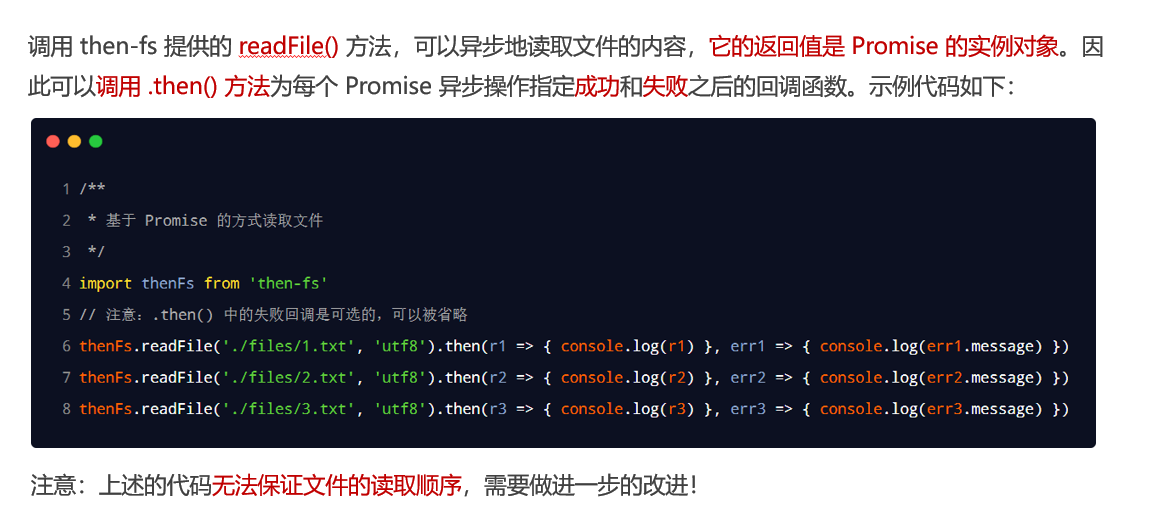 调用 then-fs 提供的 readFile() 方法，可以异步地读取文件的内容，它的返回值是 Promise 的实例对象。因
此可以调用 .then() 方法为每个 Promise 异步操作指定成功和失败之后的回调函数。示例代码如下：
1 /**
2  * 基于 Promise 的方式读取文件
3  */
4 import thenFs from 'then-fs'
5 // 注意：.then() 中的失败回调是可选的，可以被省略
6 thenFs.readFile('./files/1.txt', 'utf8').then(r1 => { console.log(r1) }, err1 => { console.log(err1.message) })
7 thenFs.readFile('./files/2.txt', 'utf8').then(r2 => { console.log(r2) }, err2 => { console.log(err2.message) })
8 thenFs.readFile('./files/3.txt', 'utf8').then(r3 => { console.log(r3) }, err3 => { console.log(err3.message) })
注意：上述的代码无法保证文件的读取顺序，需要做进一步的改进！